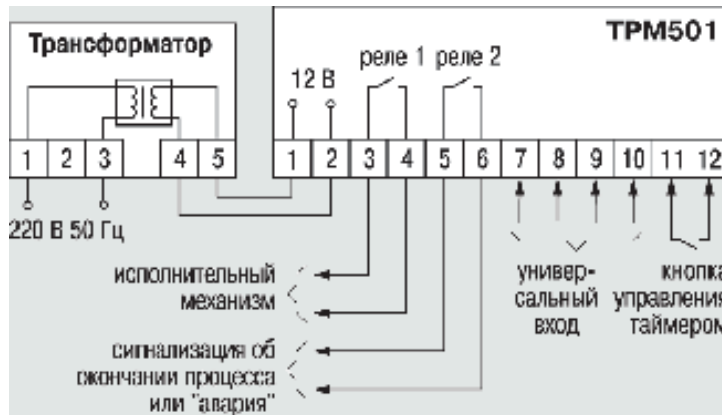 Трансформатор
ТРМ501
реле 1 реле 2
12 В
1 2 3 4 5
1 2 3 4 5 6 7 8 9 10 11 12
220 В 50 Гц
исполнительный
механизм
сигнализация об
окончании процесса
или "авария"
универ-
сальный
вход
кнопка
управления
таймером